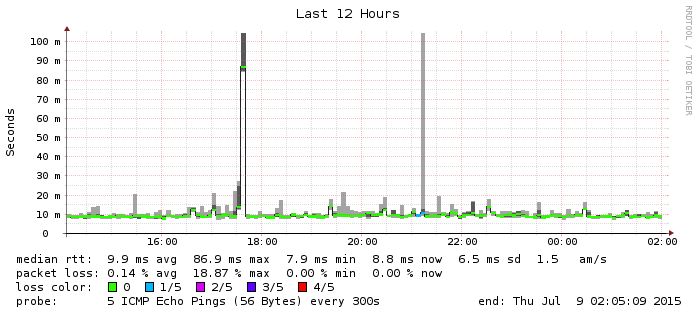 Last 12 Hours
RRDTOOL / TOBI OETIKER
Seconds
100 m
90 m
80 m
70 m
60 m
50 m
40 m
30 m
20 m
10 m
0
16:00 18:00 20:00 22:00 00:00 02:00
median rtt: 9.9 ms avg 86.9 ms max 7.9 ms min 8.8 ms now 6.5 ms sd 1.5 am/s
packet loss: 0.14 % avg 18.87 % max 0.00 % min 0.00 % now
loss color: 0 1/5 2/5 3/5 4/5
probe: 5 ICMP Echo Pings (56 Bytes) every 300s end: Thu Jul 9 02:05:09 2015